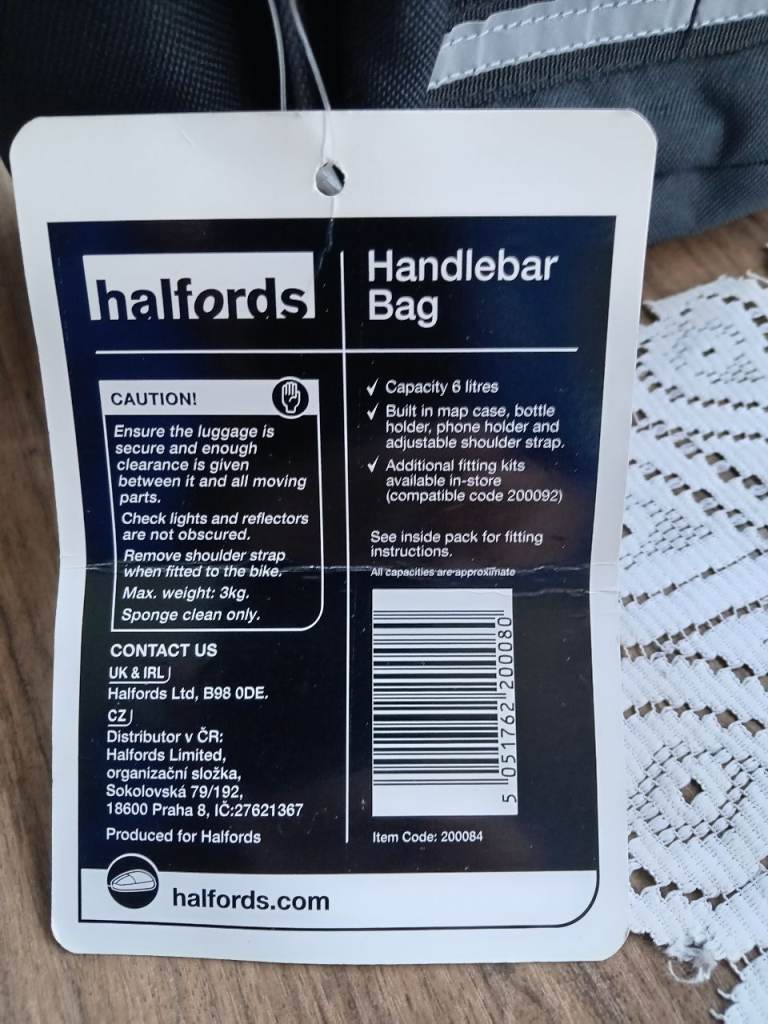 halfords
Handlebar
Bag
CAUTION!
Ensure the luggage is
secure and enough
clearance is given
between it and all moving
parts.
Check lights and reflectors
are not obscured.
Remove shoulder strap
when fitted to the bike.
Max. weight: 3kg.
Sponge clean only.
CONTACT US
UK & IRL
Halfords Ltd, B98 0DE.
CZ
Distributor v ČR:
Halfords Limited,
organizační složka,
Sokolovská 79/192,
18600 Praha 8, IČ:27621367
Produced for Halfords
✓ Capacity 6 litres
✓ Built in map case, bottle
holder, phone holder and
adjustable shoulder strap.
✓ Additional fitting kits
available in-store
(compatible code 200092)
See inside pack for fitting
instructions.
All capacities are approximate
5 051762 200080
Item Code: 200084
halfords.com